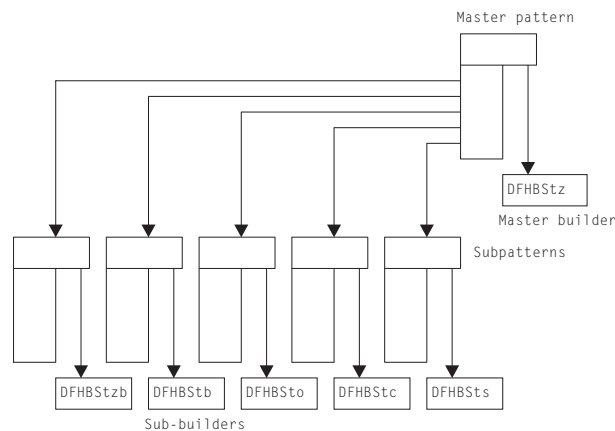 Master pattern
DFHBStz
Master builder
Subpatterns
DFHBStzb
DFHBStb
DFHBSto
DFHBStc
DFHBSts
Sub-builders